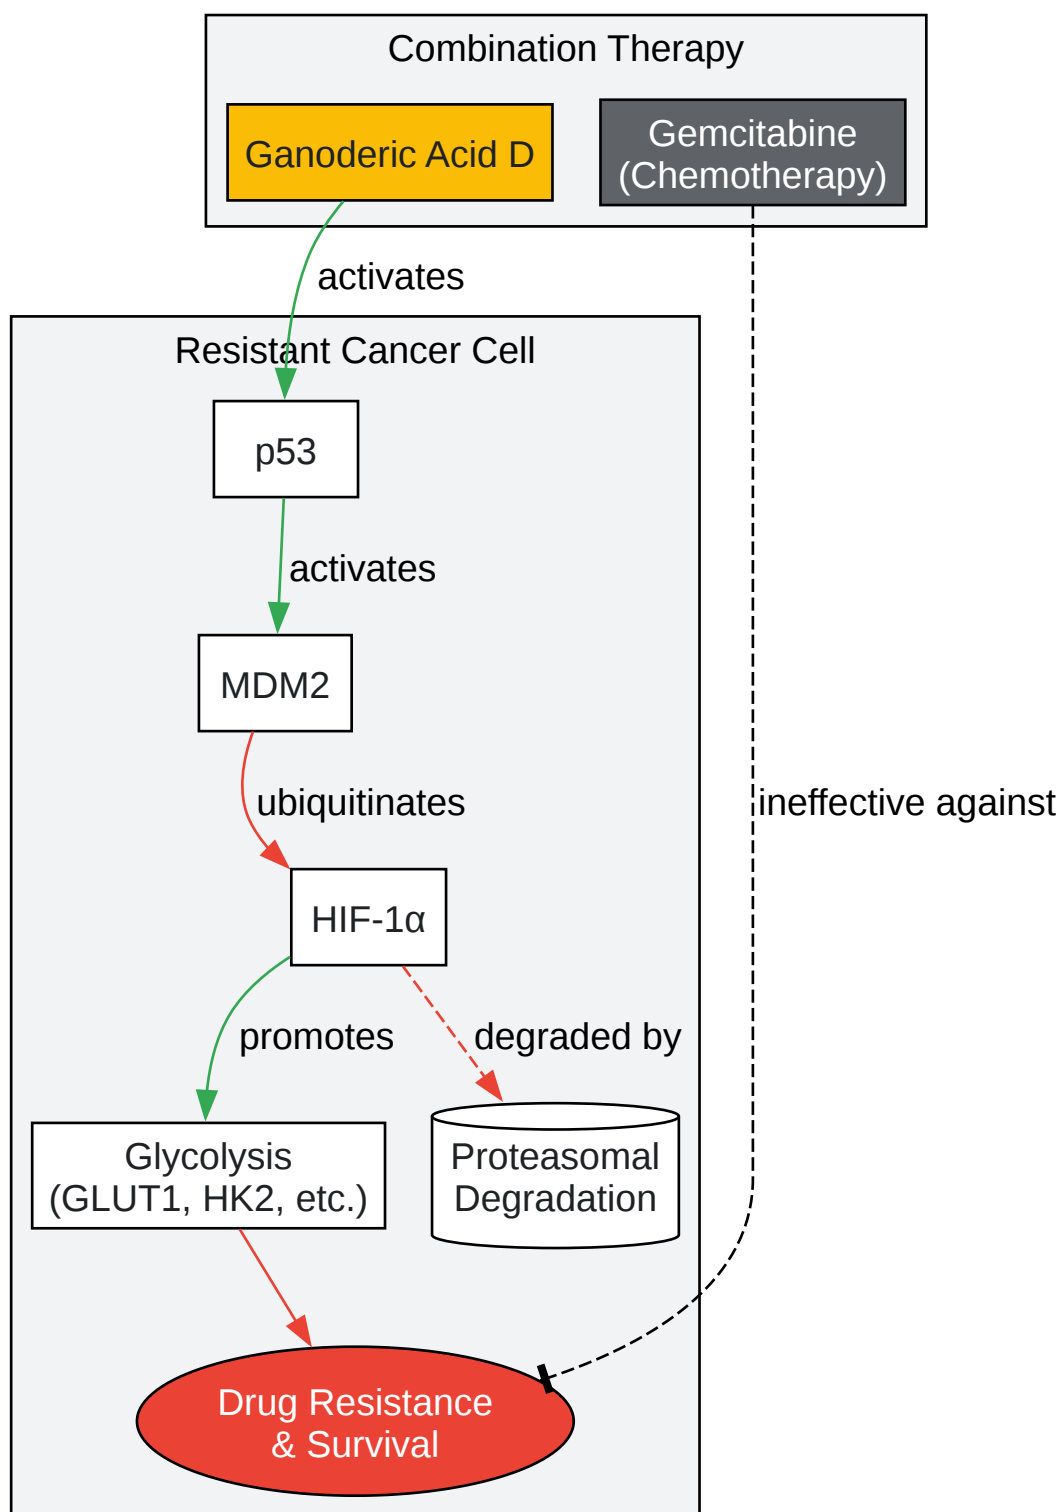 Combination Therapy
Ganoderic Acid D
Gemcitabine
(Chemotherapy)
activates
Resistant Cancer Cell
p53
activates
MDM2
ubiquitinates
ineffective against
HIF-1α
promotes
degraded by
Glycolysis
(GLUT1, HK2, etc.)
Proteasomal
Degradation
Drug Resistance
& Survival